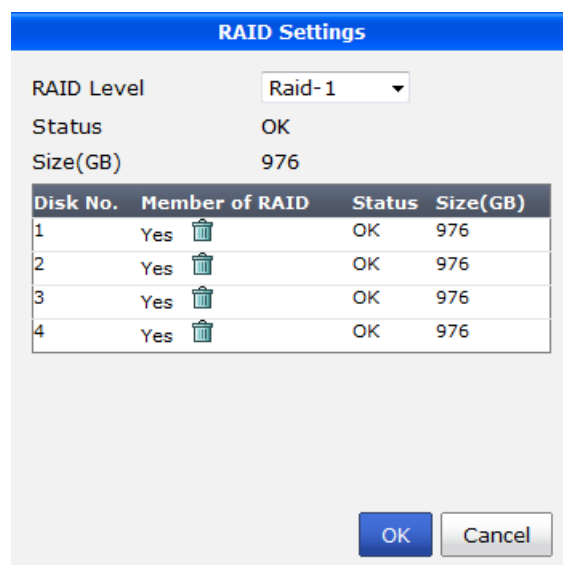 RAID Settings
RAID Level Raid-1
Status OK
Size(GB) 976
Disk No. Member of RAID Status Size(GB)
1 Yes OK 976
2 Yes OK 976
3 Yes OK 976
4 Yes OK 976
OK Cancel